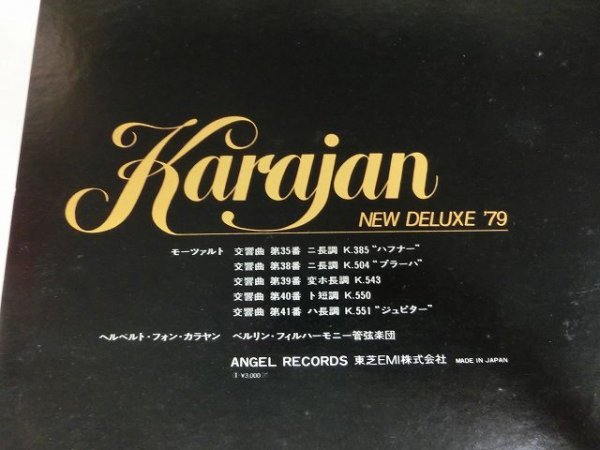 Karajan
NEW DELUXE '79
モーツァルト 交響曲 第35番 ニ長調 K.385 "ハフナー"
交響曲 第38番 ニ長調 K.504 "プラーハ"
交響曲 第39番 変ホ長調 K.543
交響曲 第40番 ト短調 K.550
交響曲 第41番 ハ長調 K.551 "ジュピター"
ヘルベルト・フォン・カラヤン ベルリン・フィルハーモニー管弦楽団
ANGEL RECORDS 東芝EMI株式会社 MADE IN JAPAN
¥3,000